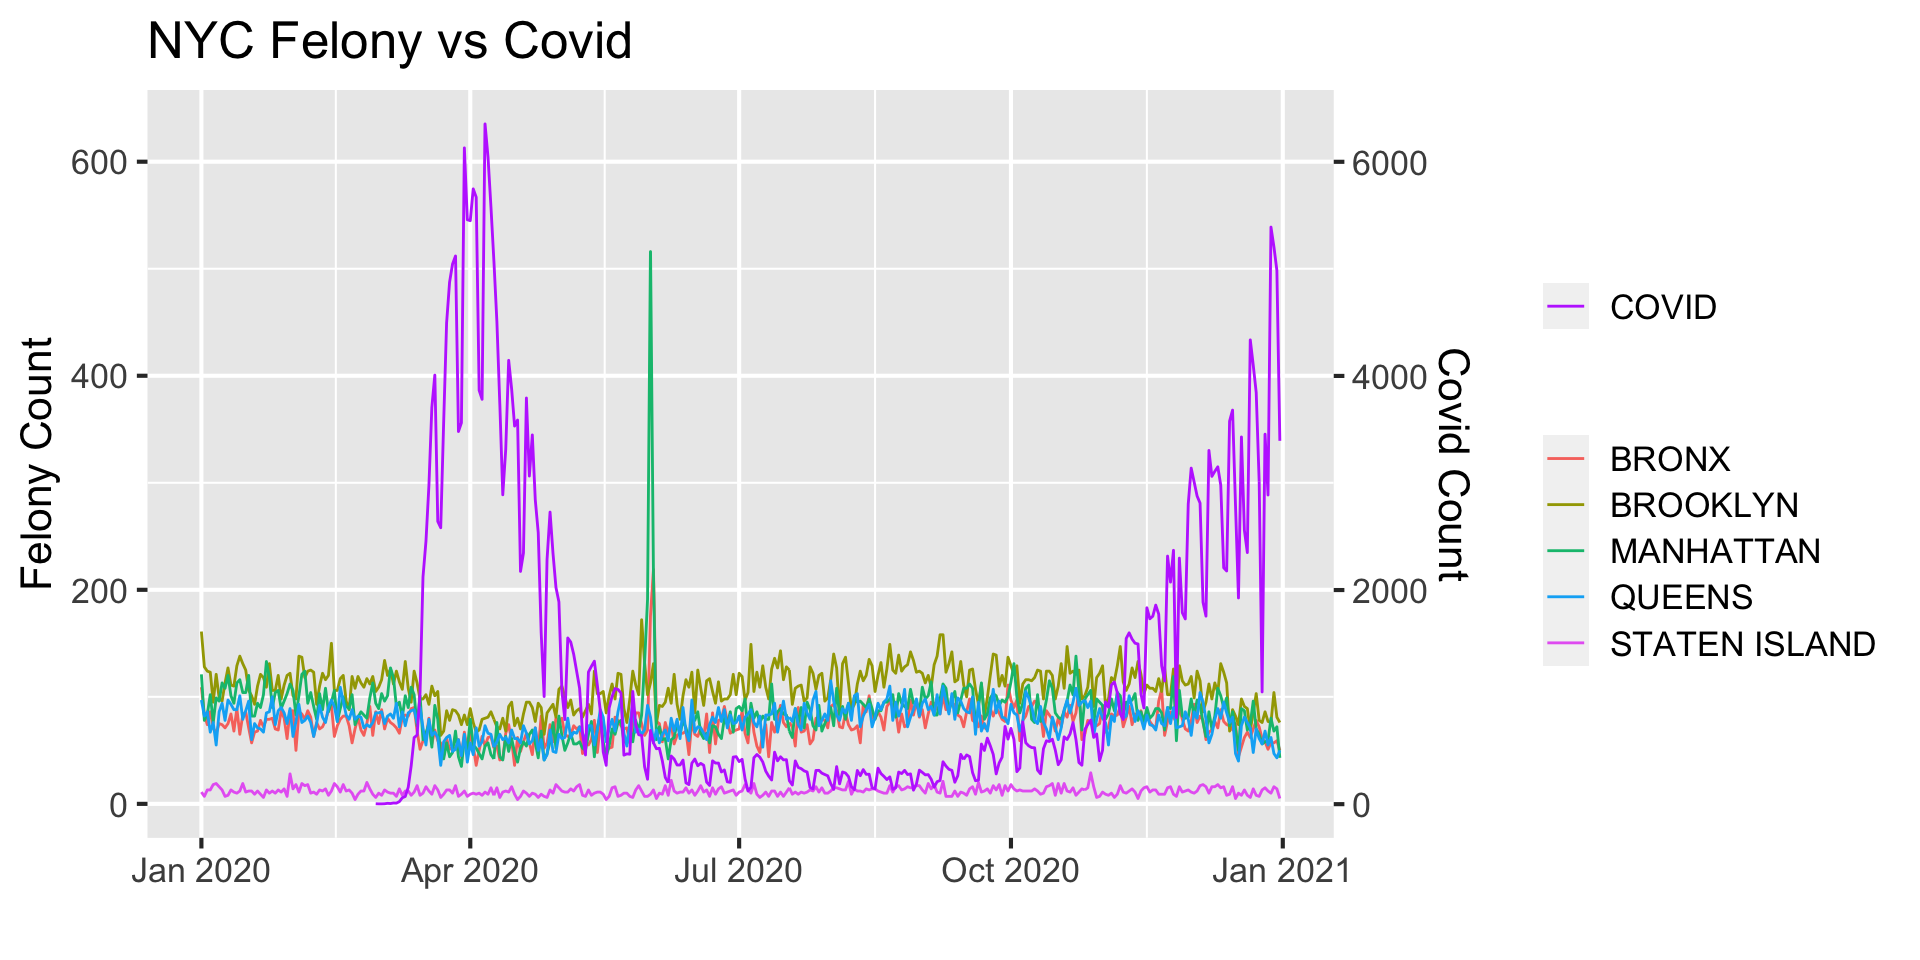 NYC Felony vs Covid
Felony Count
600
400
200
0
6000
4000
2000
0
Covid Count
Jan 2020
Apr 2020
Jul 2020
Oct 2020
Jan 2021
COVID
BRONX
BROOKLYN
MANHATTAN
QUEENS
STATEN ISLAND